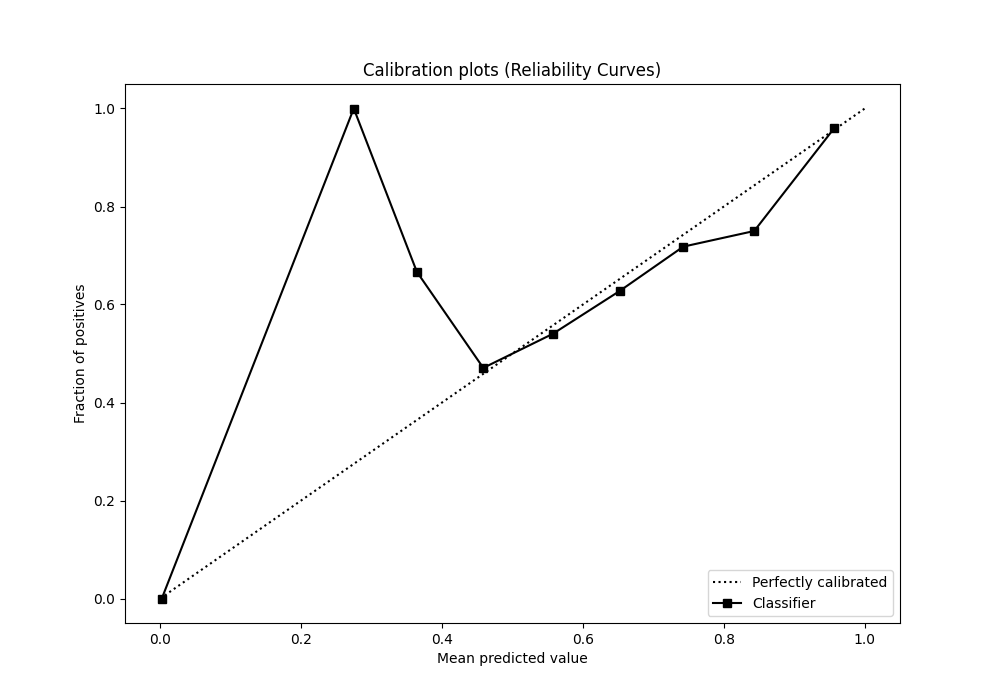 Calibration plots (Reliability Curves)
1.0
0.8
0.6
0.4
0.2
0.0
Fraction of positives
0.0 0.2 0.4 0.6 0.8 1.0
Mean predicted value
Perfectly calibrated
Classifier